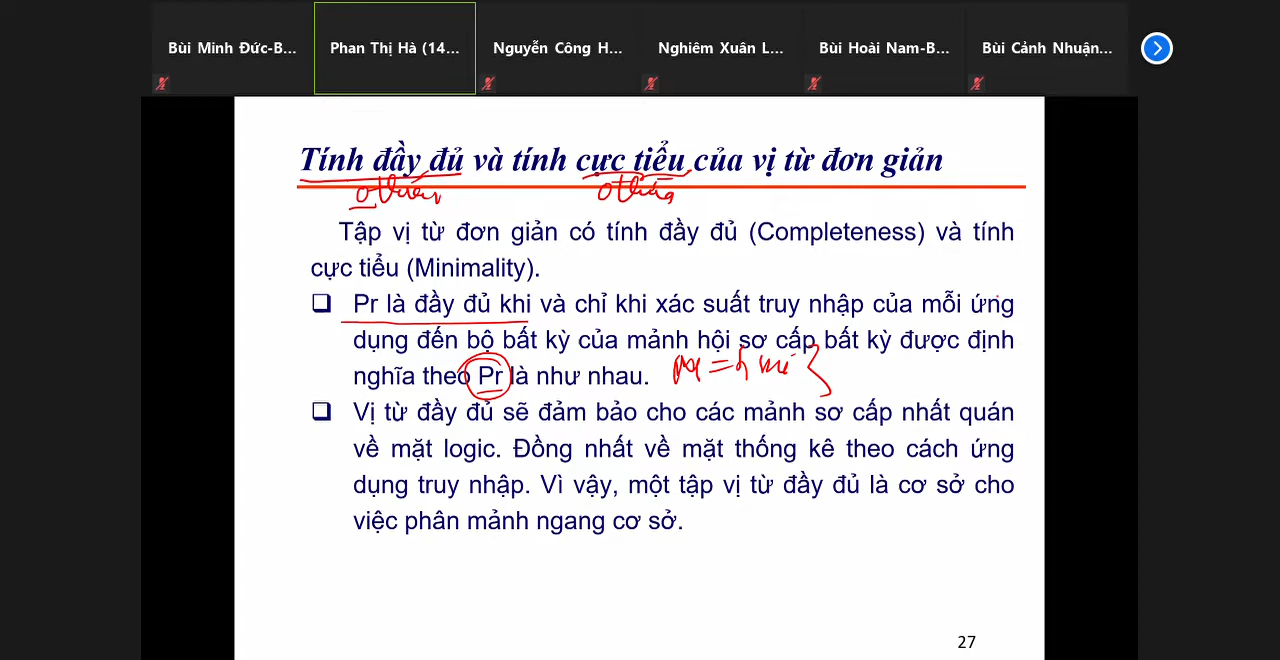 Bùi Minh Đức-B... Phan Thị Hà (14... Nguyễn Công H... Nghiêm Xuân L... Bùi Hoài Nam-B... Bùi Cảnh Nhuận...
Tính đầy đủ và tính cực tiểu của vị từ đơn giản
Tập vị từ đơn giản có tính đầy đủ (Completeness) và tính
cực tiểu (Minimality).
Pr là đầy đủ khi và chỉ khi xác suất truy nhập của mỗi ứng
dụng đến bộ bất kỳ của mảnh hội sơ cấp bất kỳ được định
nghĩa theo Pr là như nhau.
Vị từ đầy đủ sẽ đảm bảo cho các mảnh sơ cấp nhất quán
về mặt logic. Đồng nhất về mặt thống kê theo cách ứng
dụng truy nhập. Vì vậy, một tập vị từ đầy đủ là cơ sở cho
việc phân mảnh ngang cơ sở.
27